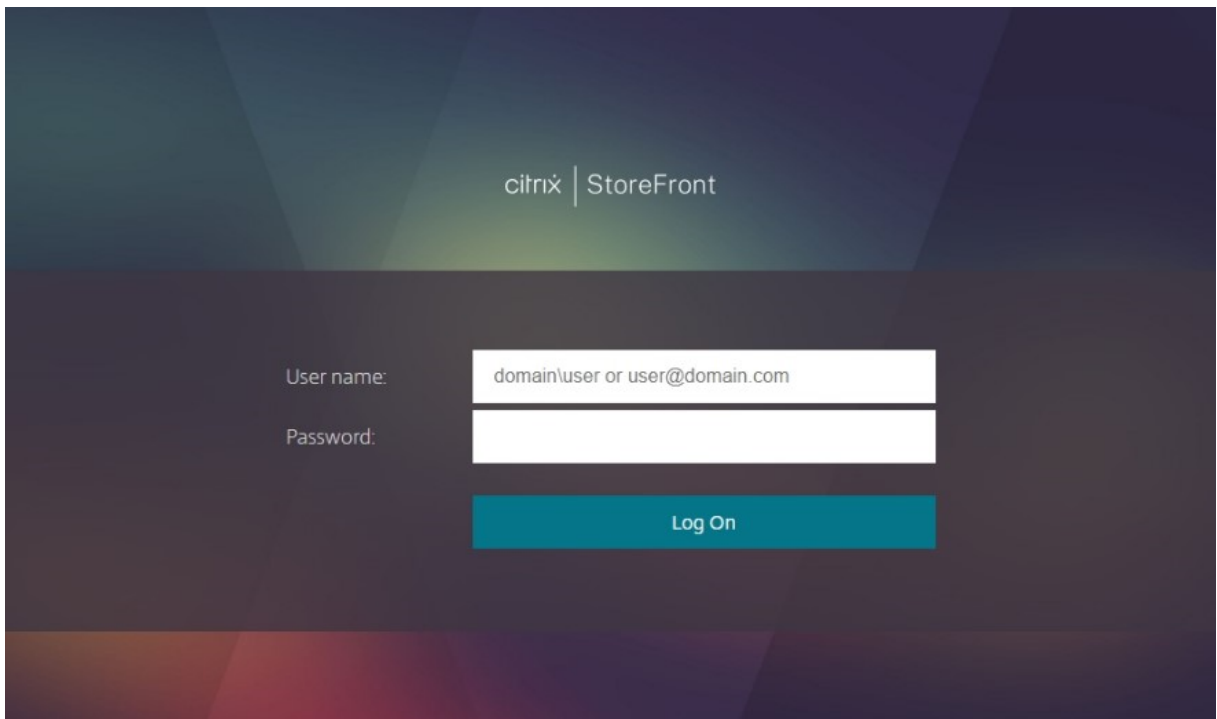 citrix | StoreFront
User name: domain\user or user@domain.com
Password:
Log On